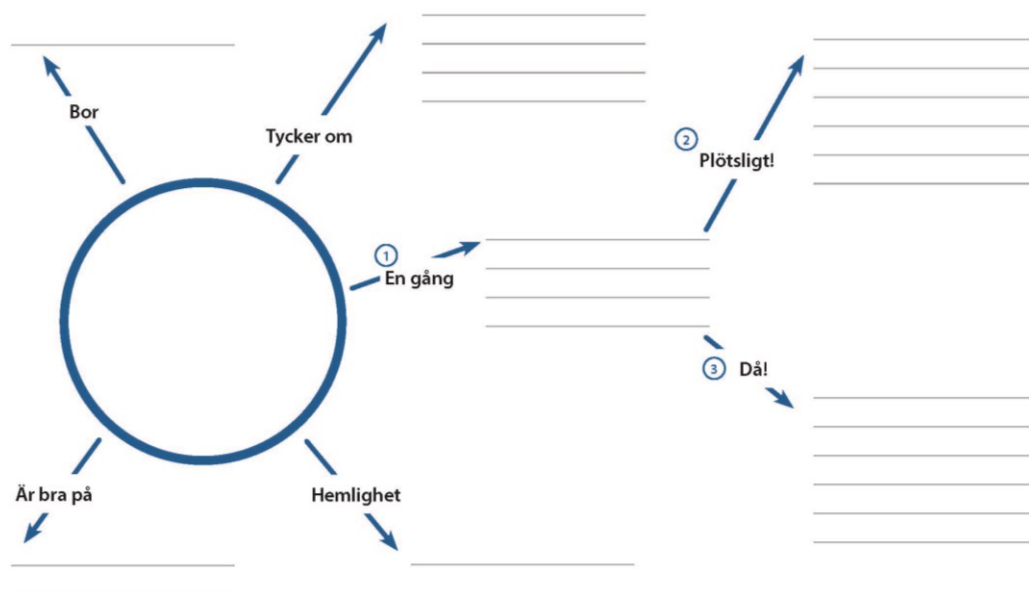 Bor
Tycker om
2
Plötsligt!
1
En gång
3 Då!
Är bra på
Hemlighet